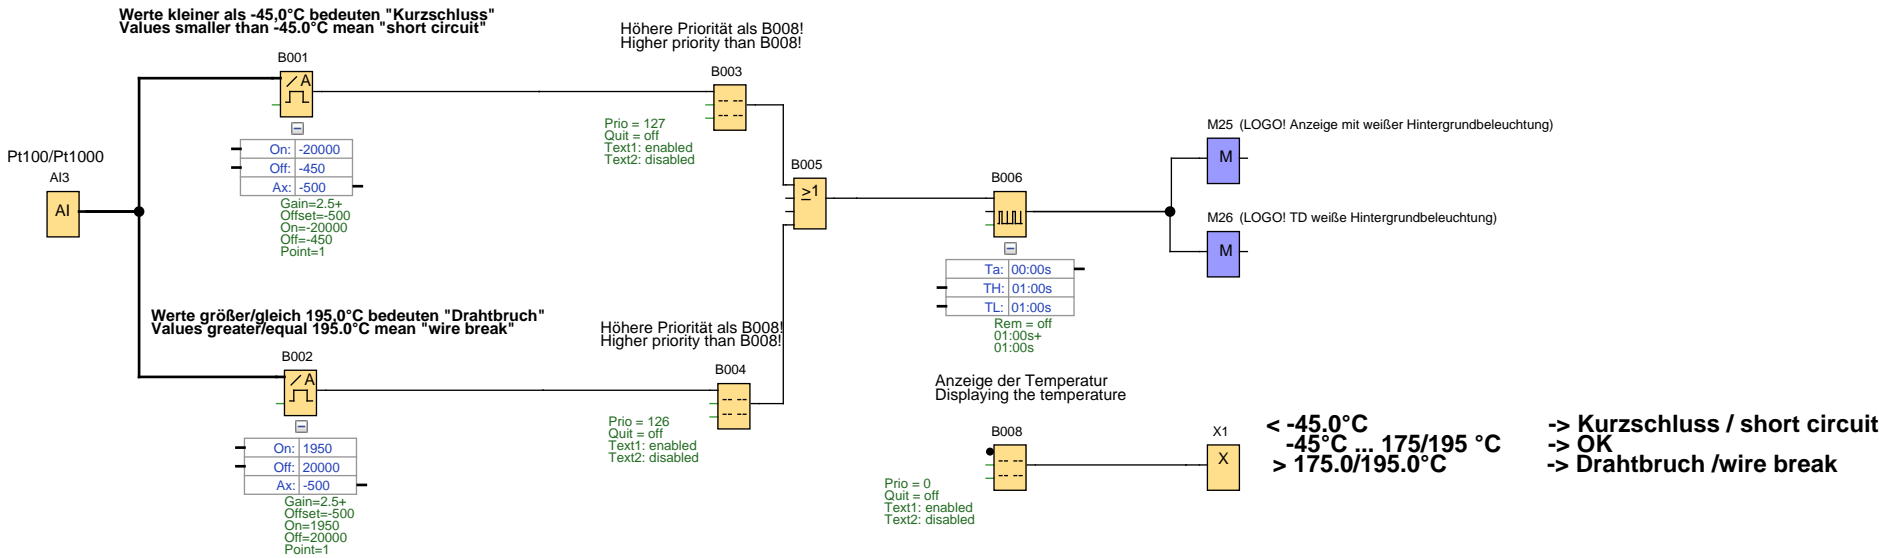 Werte kleiner als -45,0°C bedeuten "Kurzschluss"
Values smaller than -45.0°C mean "short circuit"
B001
/A
On: -20000
Off: -450
Ax: -500
Gain=2.5+
Offset=-500
On=-20000
Off=-450
Point=1
Pt100/Pt1000
AI3
AI
Höhere Priorität als B008!
Higher priority than B008!
B003
Prio = 127
Quit = off
Text1: enabled
Text2: disabled
B005
≥1
B006
Ta: 00:00s
TH: 01:00s
TL: 01:00s
Rem = off
01:00s+
01:00s
M25 (LOGO! Anzeige mit weißer Hintergrundbeleuchtung)
M
M26 (LOGO! TD weiße Hintergrundbeleuchtung)
M
Werte größer/gleich 195.0°C bedeuten "Drahtbruch"
Values greater/equal 195.0°C mean "wire break"
B002
/A
On: 1950
Off: 20000
Ax: -500
Gain=2.5+
Offset=-500
On=1950
Off=20000
Point=1
Höhere Priorität als B008!
Higher priority than B008!
B004
Prio = 126
Quit = off
Text1: enabled
Text2: disabled
Anzeige der Temperatur
Displaying the temperature
B008
Prio = 0
Quit = off
Text1: enabled
Text2: disabled
X1
X
< -45.0°C -> Kurzschluss / short circuit
-45°C ... 175/195 °C -> OK
> 175.0/195.0°C -> Drahtbruch /wire break